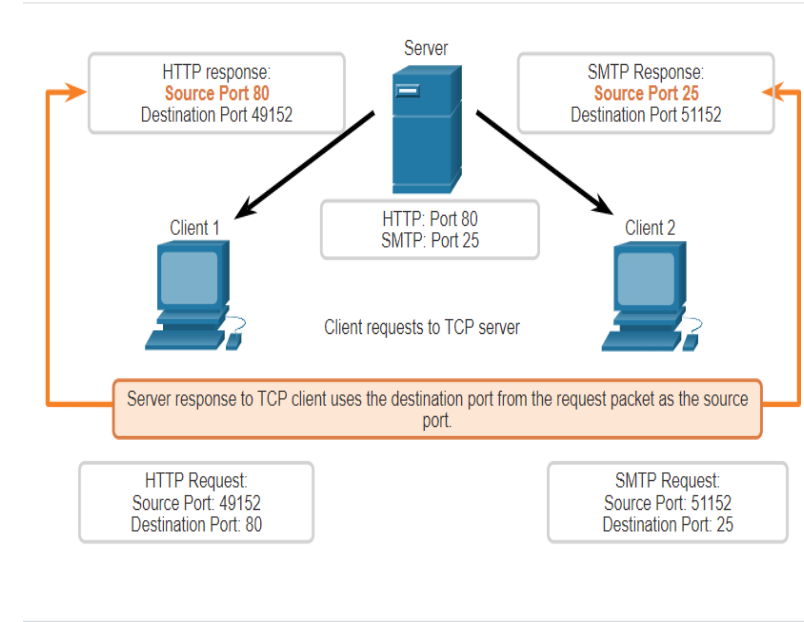 Server
HTTP response:
Source Port 80
Destination Port 49152
SMTP Response:
Source Port 25
Destination Port 51152
HTTP: Port 80
SMTP: Port 25
Client 1
Client 2
Client requests to TCP server
Server response to TCP client uses the destination port from the request packet as the source
port.
HTTP Request:
Source Port: 49152
Destination Port: 80
SMTP Request:
Source Port: 51152
Destination Port: 25